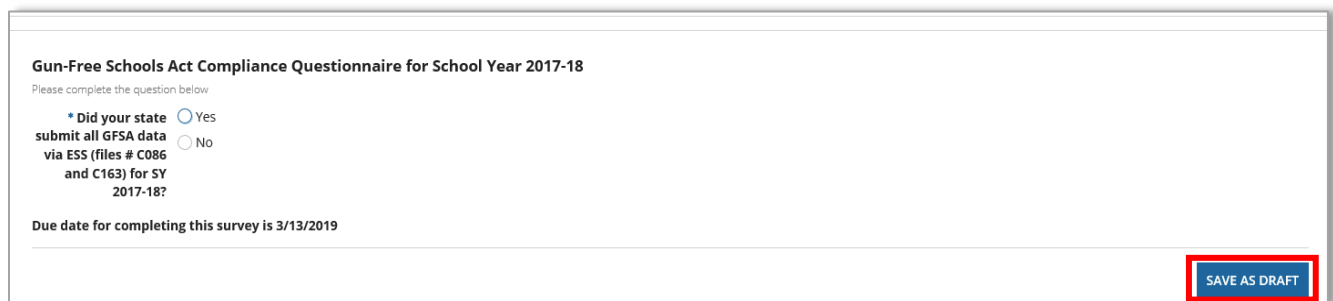 Gun-Free Schools Act Compliance Questionnaire for School Year 2017-18
Please complete the question below
* Did your state
submit all GFSA data
via ESS (files # C086
and C163) for SY
2017-18?
Yes
No
Due date for completing this survey is 3/13/2019
SAVE AS DRAFT